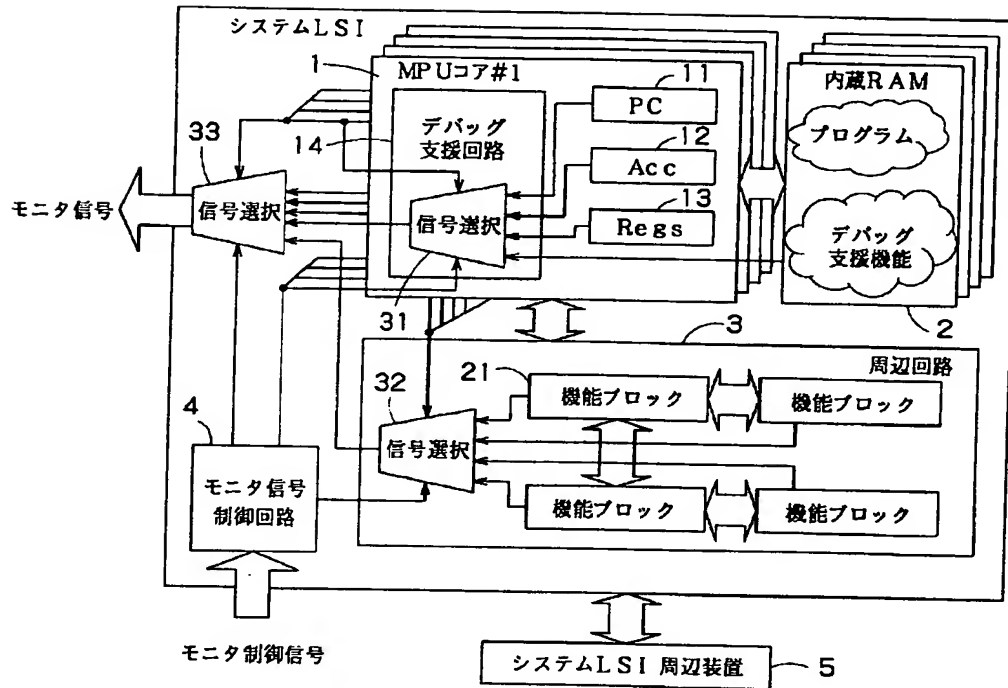 システムLSI
1
MPUコア#1
11
PC
12
Acc
13
Regs
14
デバッグ
支援回路
信号選択
31
33
信号選択
モニタ信号
内蔵RAM
プログラム
デバッグ
支援機能
2
3
周辺回路
21
機能ブロック
機能ブロック
32
信号選択
機能ブロック
機能ブロック
4
モニタ信号
制御回路
モニタ制御信号
システムLSI 周辺装置
5